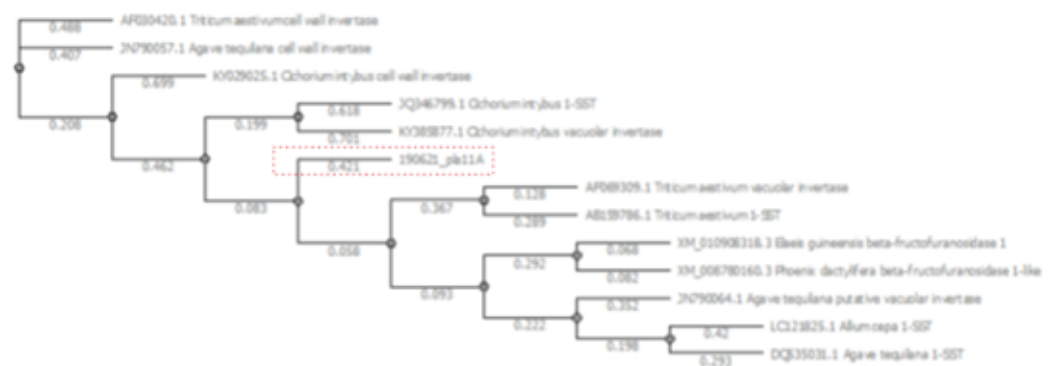 0.488 AF030420.1 Triticum aestivum cell wall invertase
0.407 JN790057.1 Agave tequilana cell wall invertase
0.699 KY029025.1 Cichorium intybus cell wall invertase
0.208
0.618 JQ346799.1 Cichorium intybus 1-SST
0.199
0.701 KY389877.1 Cichorium intybus vacuolar invertase
0.462
0.421 190621_pla11A
0.083
0.128 AF069309.1 Triticum aestivum vacuolar invertase
0.367
0.289 AB159786.1 Triticum aestivum 1-SST
0.058
0.068 XM_010908318.3 Elaeis guineensis beta-fructofuranosidase 1
0.292
0.082 XM_008780160.3 Phoenix dactylifera beta-fructofuranosidase 1-like
0.093
0.352 JN790064.1 Agave tequilana putative vacuolar invertase
0.222
0.42 LC121825.1 Allium cepa 1-SST
0.198
0.293 DQ535031.1 Agave tequilana 1-SST